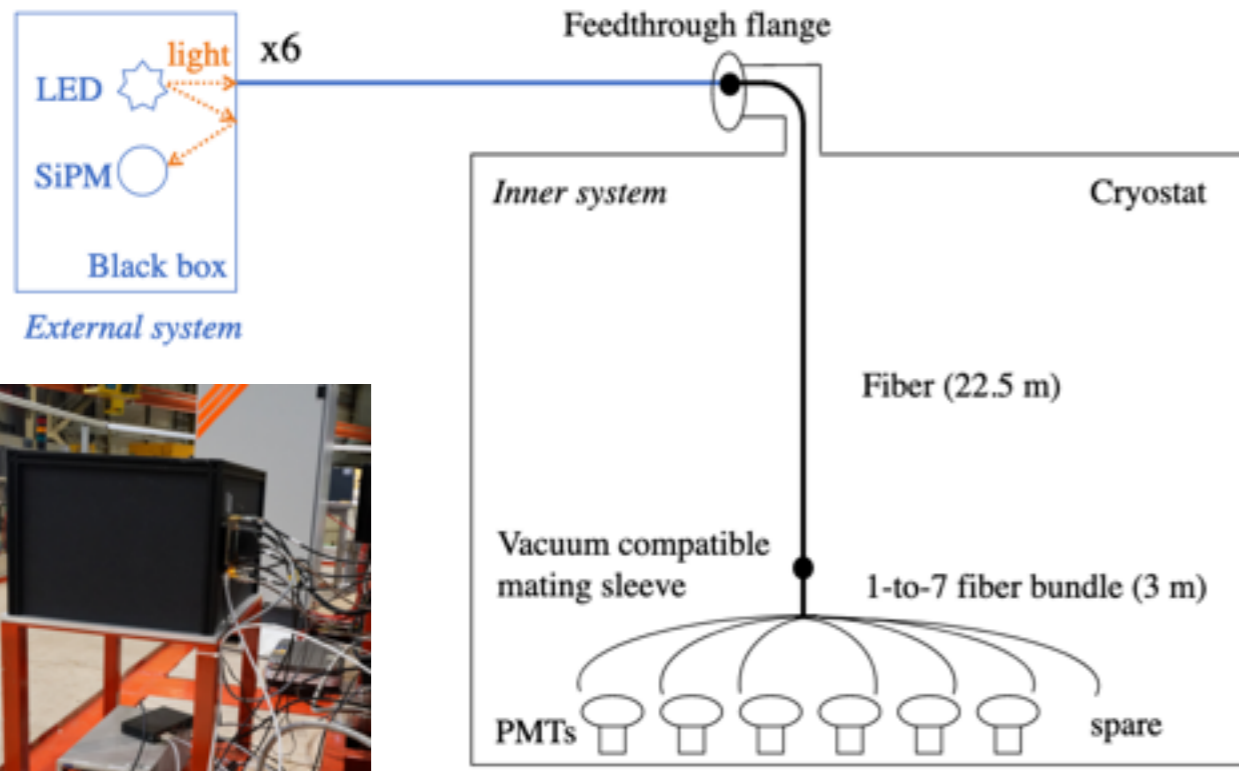 Feedthrough flange
light
x6
LED
SiPM
Black box
External system
Inner system
Cryostat
Fiber (22.5 m)
Vacuum compatible
mating sleeve
1-to-7 fiber bundle (3 m)
PMTs
spare